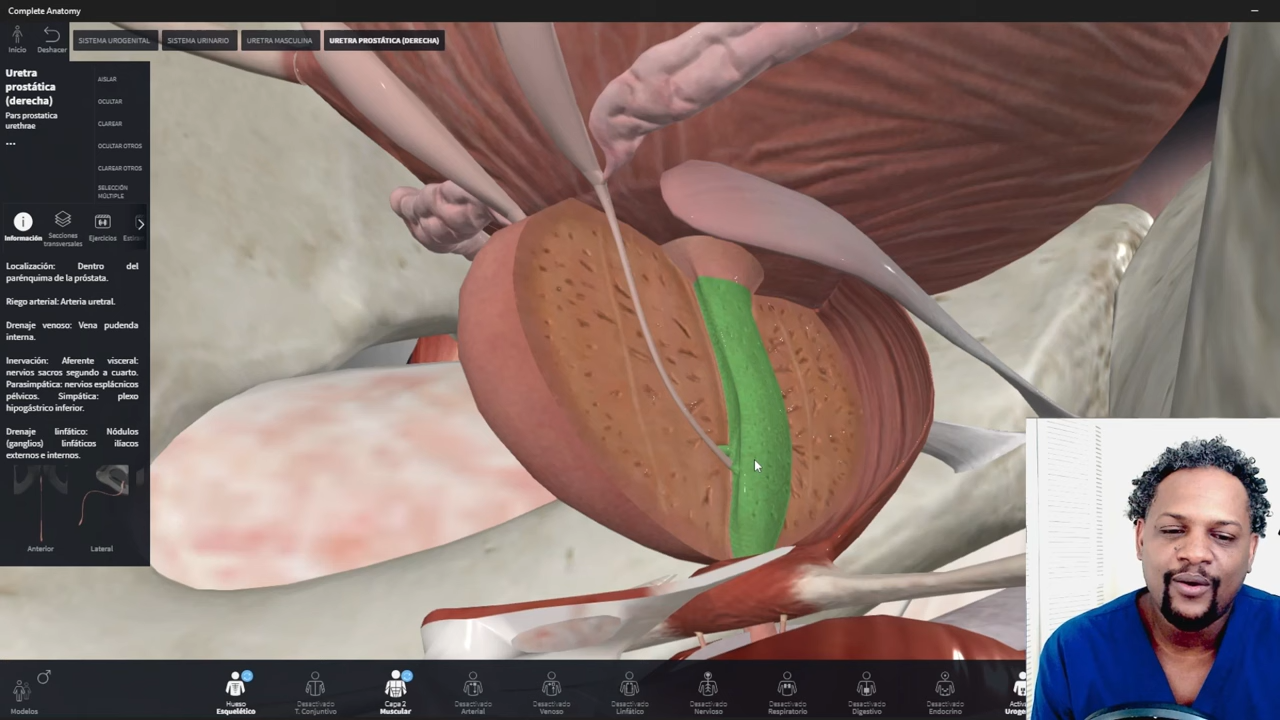 Complete Anatomy
Inicio
Deshacer
SISTEMA UROGENITAL
SISTEMA URINARIO
URETRA MASCULINA
URETRA PROSTÁTICA (DERECHA)
Uretra
prostática
(derecha)
Pars prostatica
urethrae
...
AISLAR
OCULTAR
CLAREAR
OCULTAR OTROS
CLAREAR OTROS
SELECCIÓN
MÚLTIPLE
Información
Secciones
transversales
Ejercicios
Localización: Dentro del
parénquima de la próstata.
Riego arterial: Arteria uretral.
Drenaje venoso: Vena pudenda
interna.
Inervación: Aferente visceral:
nervios sacros segundo a cuarto.
Parasimpática: nervios esplácnicos
pélvicos. Simpática: plexo
hipogástrico inferior.
Drenaje linfático: Nódulos
(ganglios) linfáticos ilíacos
externos e internos.
Anterior
Lateral
Modelos
Hueso
Esquelético
Desactivado
T. Conjuntivo
Capa 2
Muscular
Desactivado
Arterial
Desactivado
Venoso
Desactivado
Linfático
Desactivado
Nervioso
Desactivado
Respiratorio
Desactivado
Digestivo
Desactivado
Endocrino